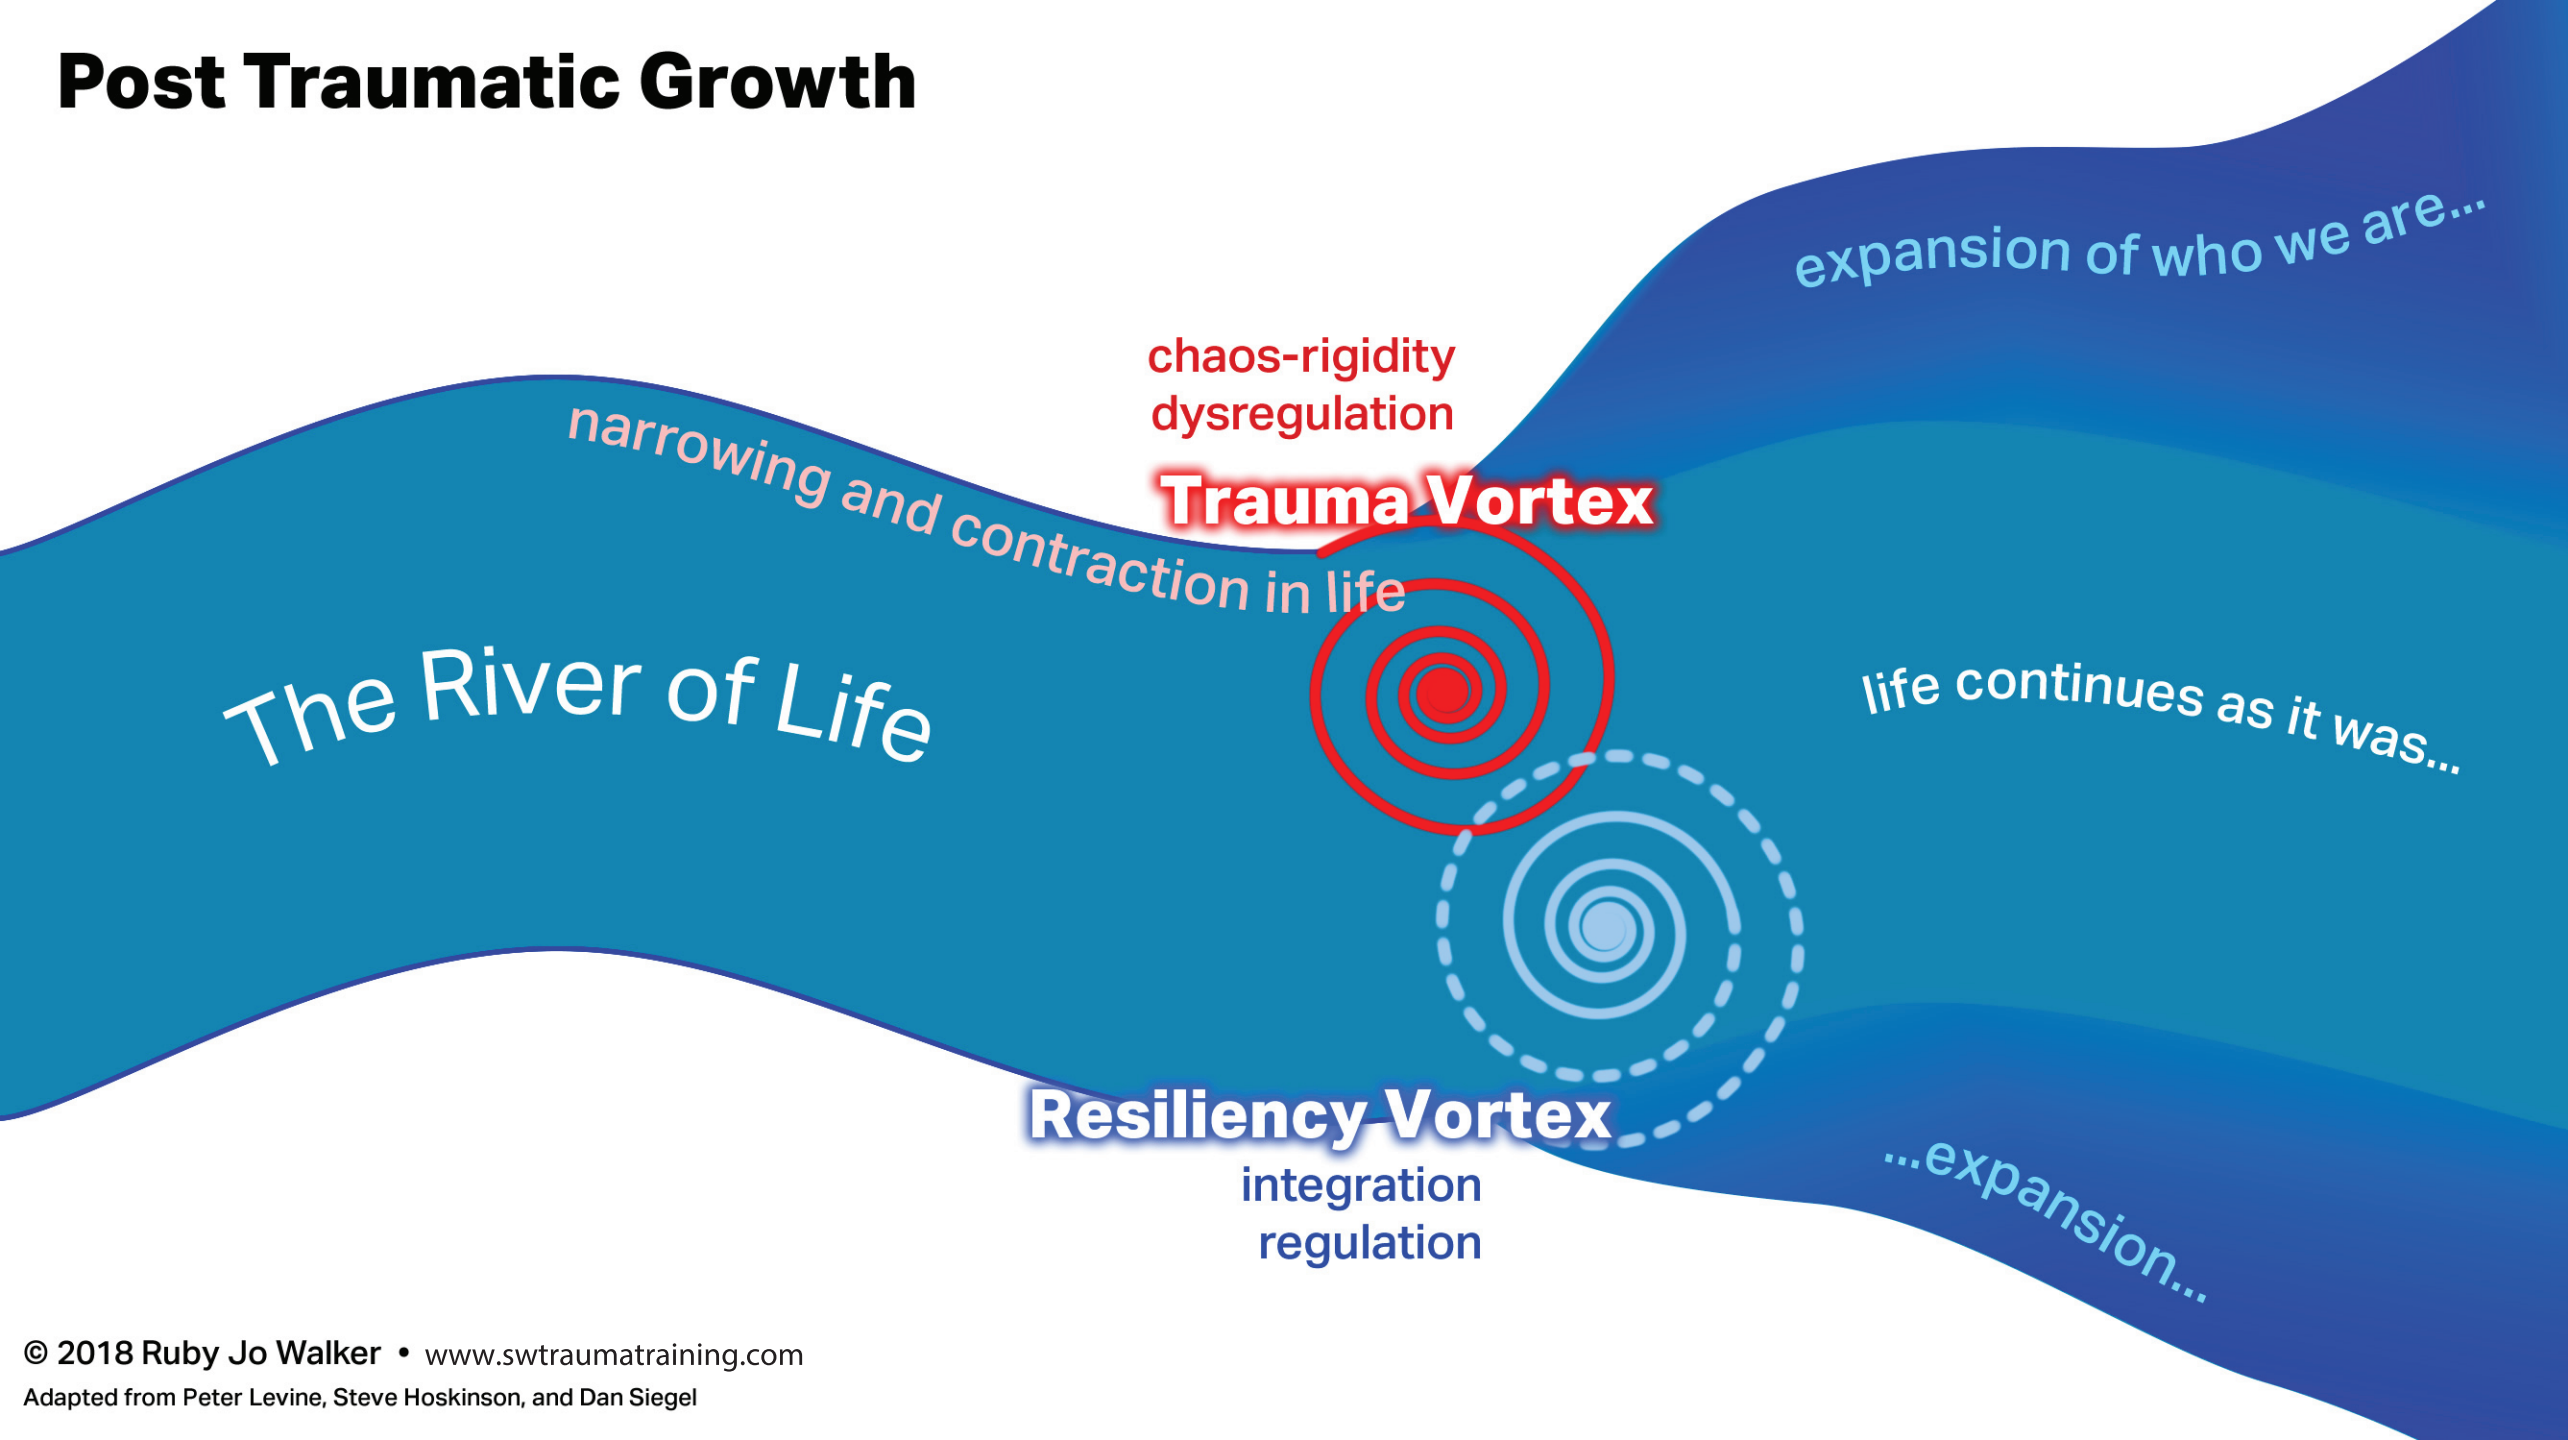 Post Traumatic Growth
expansion of who we are...
chaos-rigidity
dysregulation
Trauma Vortex
narrowing and contraction in life
The River of Life
life continues as it was...
Resiliency Vortex
integration
regulation
...expansion...
© 2018 Ruby Jo Walker • www.swtraumatraining.com
Adapted from Peter Levine, Steve Hoskinson, and Dan Siegel